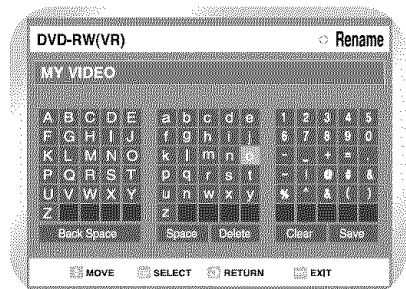 DVD-RW(VR) Rename
MY VIDEO
A B C D E a b c d e 1 2 3 4 5
F G H I J f g h i j 6 7 8 9 0
K L M N O k l m n o - _ + = .
P Q R S T p q r s t ~ ! @ # &
U V W X Y u n w x y % ^ & ( )
Z z
Back Space Space Delete Clear Save
MOVE SELECT RETURN EXIT